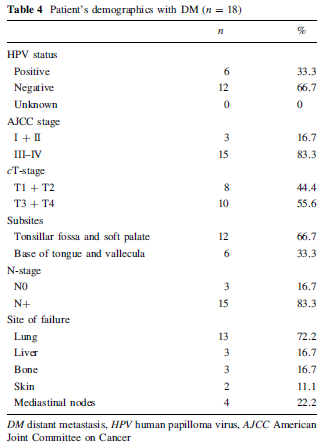 Table 4 Patient's demographics with DM (n = 18)
n %
HPV status
Positive 6 33.3
Negative 12 66.7
Unknown 0 0
AJCC stage
I + II 3 16.7
III–IV 15 83.3
cT-stage
T1 + T2 8 44.4
T3 + T4 10 55.6
Subsites
Tonsillar fossa and soft palate 12 66.7
Base of tongue and vallecula 6 33.3
N-stage
N0 3 16.7
N+ 15 83.3
Site of failure
Lung 13 72.2
Liver 3 16.7
Bone 3 16.7
Skin 2 11.1
Mediastinal nodes 4 22.2
DM distant metastasis, HPV human papilloma virus, AJCC American
Joint Committee on Cancer